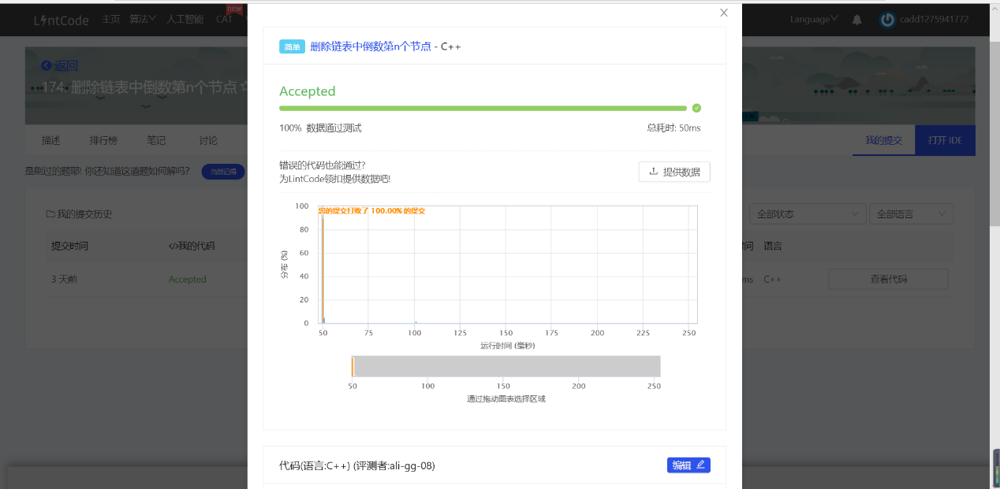 LintCode 主页 算法 人工智能 CAT new
Language cadd1275941772
返回
174. 删除链表中倒数第n个节点
描述 排行榜 笔记 讨论
我的提交 打开 IDE
是刷过的题耶! 你还知道这道题如何解吗? 当然记得
我的提交历史
全部状态 全部语言
提交时间 </>我的代码
语言
3 天前 Accepted
ms C++ 查看代码
简单 删除链表中倒数第n个节点 - C++
Accepted
100% 数据通过测试 总耗时: 50ms
错误的代码也能通过?
为LintCode领扣提供数据吧!
提供数据
您的提交打败了 100.00% 的提交
100
80
60
40
20
0
分布 (%)
50 75 100 125 150 175 200 225 250
运行时间 (毫秒)
50 100 150 200 250
通过拖动图表选择区域
代码(语言:C++) (评测者:ali-gg-08) 编辑